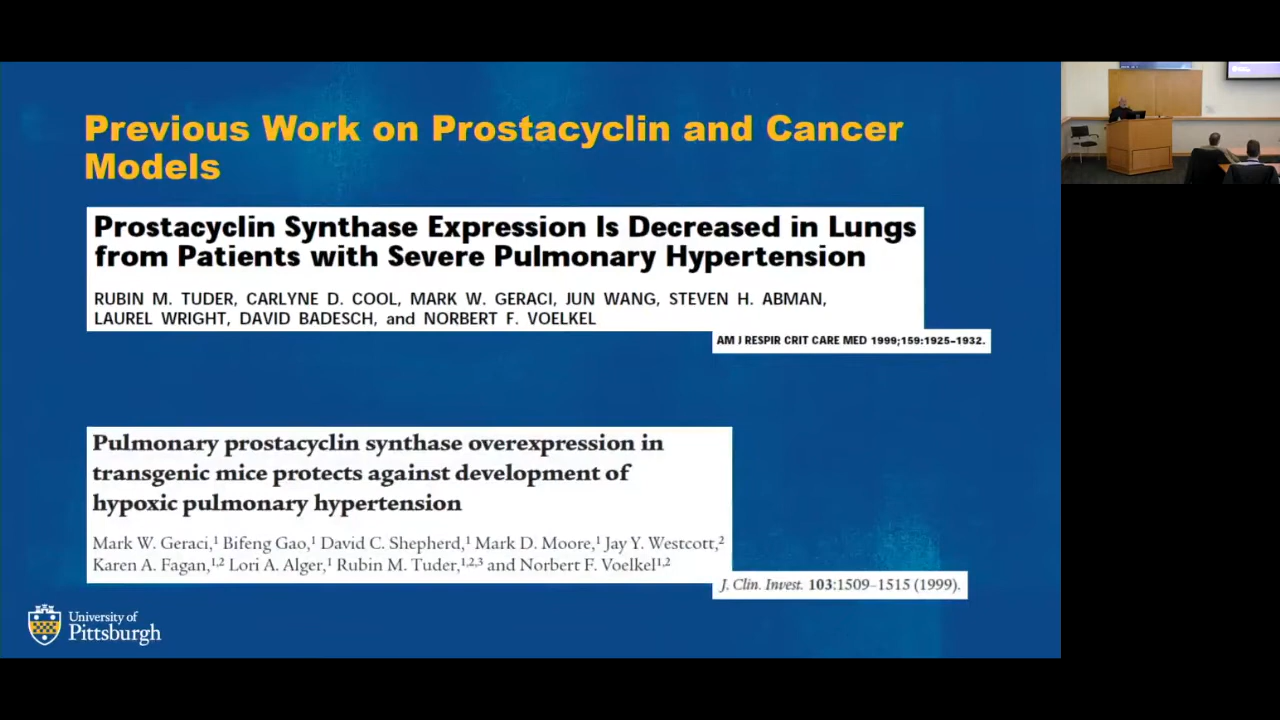 Previous Work on Prostacyclin and Cancer
Models
Prostacyclin Synthase Expression Is Decreased in Lungs
from Patients with Severe Pulmonary Hypertension
RUBIN M. TUDER, CARLYNE D. COOL, MARK W. GERACI, JUN WANG, STEVEN H. ABMAN,
LAUREL WRIGHT, DAVID BADESCH, and NORBERT F. VOELKEL
AM J RESPIR CRIT CARE MED 1999;159:1925–1932.
Pulmonary prostacyclin synthase overexpression in
transgenic mice protects against development of
hypoxic pulmonary hypertension
Mark W. Geraci,¹ Bifeng Gao,¹ David C. Shepherd,¹ Mark D. Moore,¹ Jay Y. Westcott,²
Karen A. Fagan,¹,² Lori A. Alger,¹ Rubin M. Tuder,¹,²,³ and Norbert F. Voelkel¹,²
J. Clin. Invest. 103:1509–1515 (1999).
University of
Pittsburgh